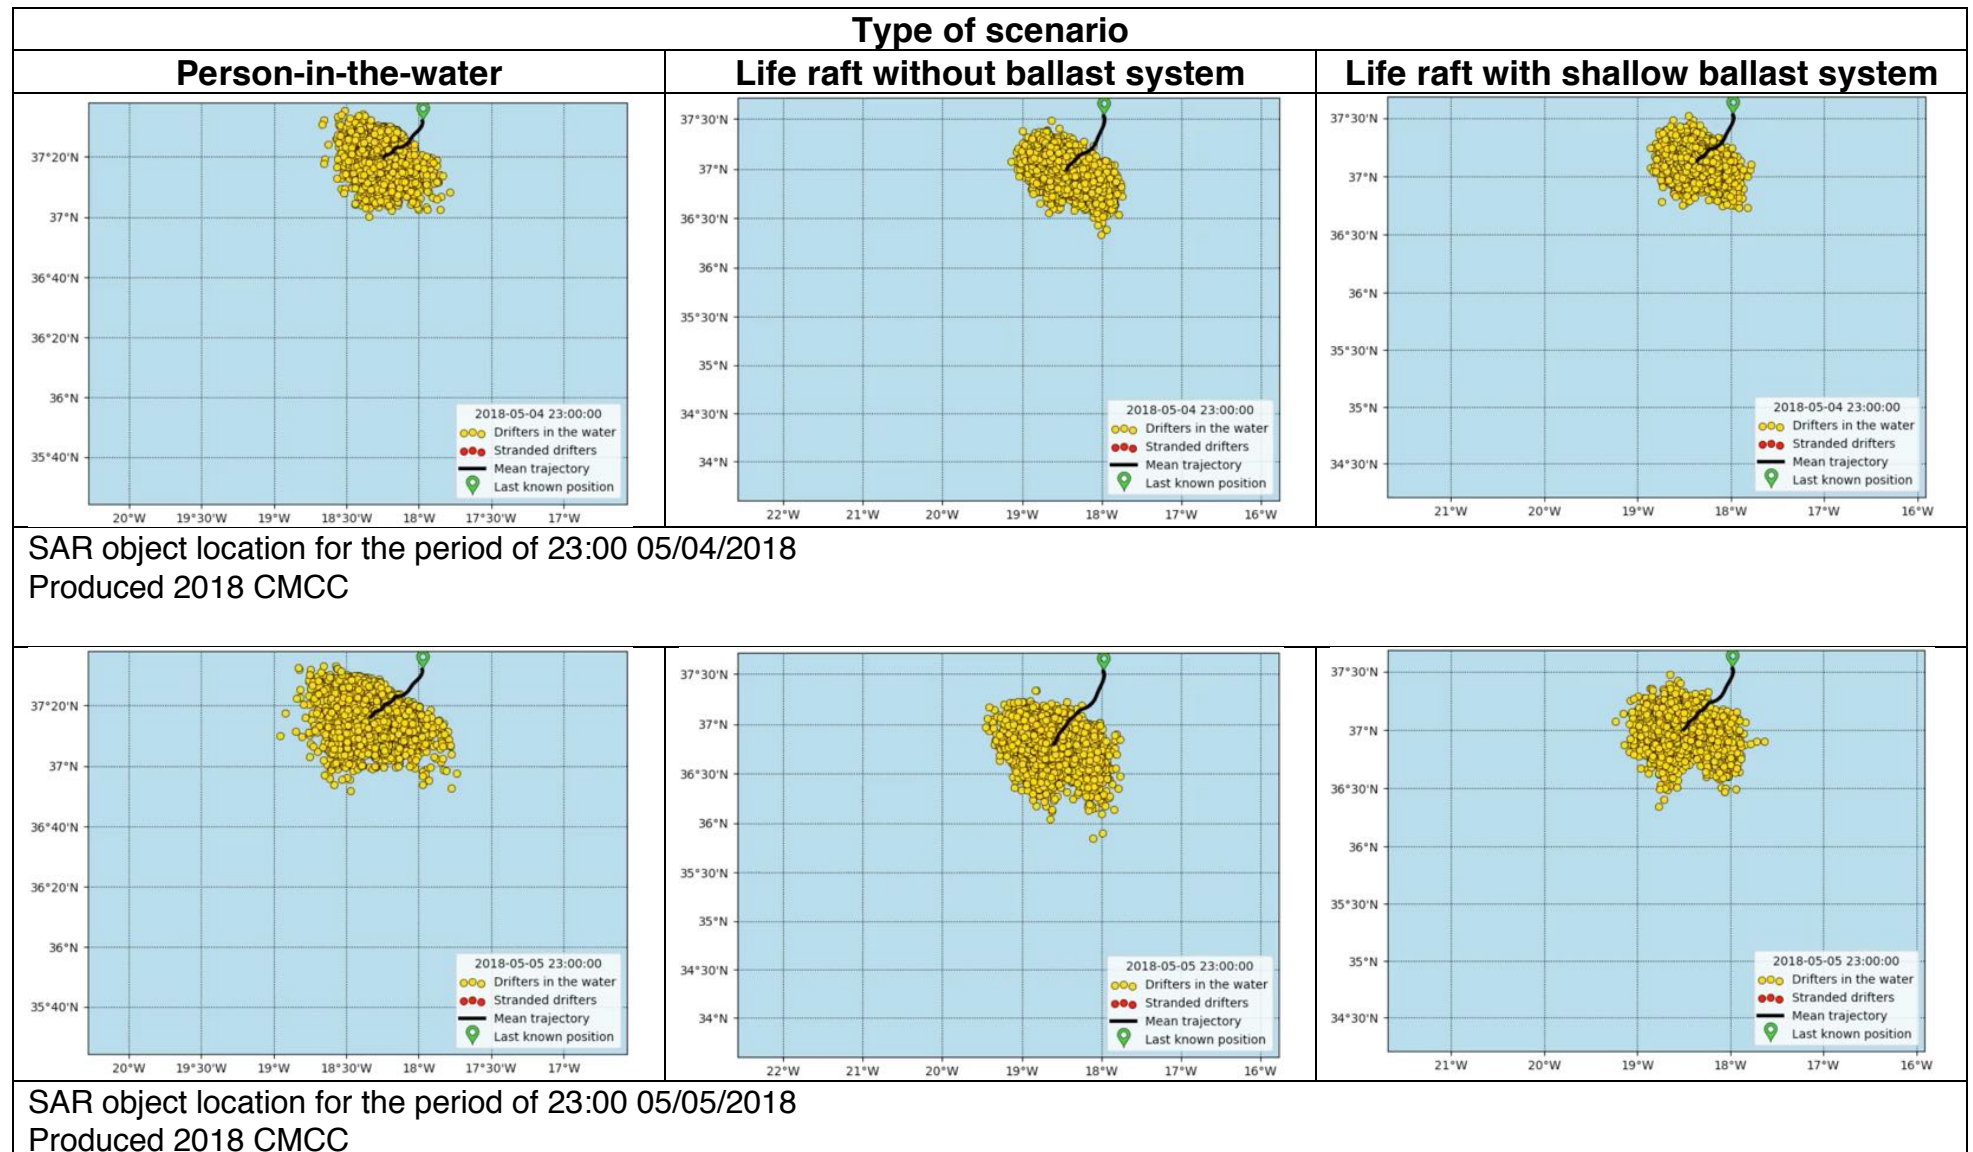 Type of scenario
Person-in-the-water
Life raft without ballast system
Life raft with shallow ballast system
37°20'N
37°N
36°40'N
36°20'N
36°N
35°40'N
20°W 19°30'W 19°W 18°30'W 18°W 17°30'W 17°W
2018-05-04 23:00:00
Drifters in the water
Stranded drifters
Mean trajectory
Last known position
37°30'N
37°N
36°30'N
36°N
35°30'N
35°N
34°30'N
34°N
22°W 21°W 20°W 19°W 18°W 17°W 16°W
2018-05-04 23:00:00
Drifters in the water
Stranded drifters
Mean trajectory
Last known position
37°30'N
37°N
36°30'N
36°N
35°30'N
35°N
34°30'N
21°W 20°W 19°W 18°W 17°W 16°W
2018-05-04 23:00:00
Drifters in the water
Stranded drifters
Mean trajectory
Last known position
SAR object location for the period of 23:00 05/04/2018
Produced 2018 CMCC
37°20'N
37°N
36°40'N
36°20'N
36°N
35°40'N
20°W 19°30'W 19°W 18°30'W 18°W 17°30'W 17°W
2018-05-05 23:00:00
Drifters in the water
Stranded drifters
Mean trajectory
Last known position
37°30'N
37°N
36°30'N
36°N
35°30'N
35°N
34°30'N
34°N
22°W 21°W 20°W 19°W 18°W 17°W 16°W
2018-05-05 23:00:00
Drifters in the water
Stranded drifters
Mean trajectory
Last known position
37°30'N
37°N
36°30'N
36°N
35°30'N
35°N
34°30'N
21°W 20°W 19°W 18°W 17°W 16°W
2018-05-05 23:00:00
Drifters in the water
Stranded drifters
Mean trajectory
Last known position
SAR object location for the period of 23:00 05/05/2018
Produced 2018 CMCC